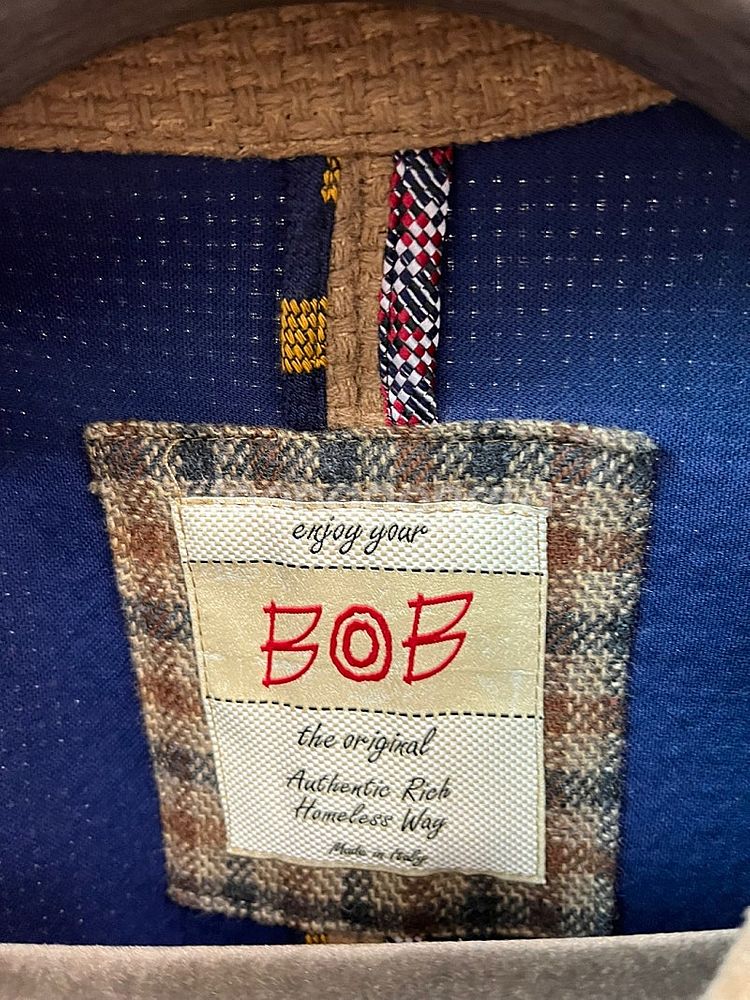 enjoy your
BOB
the original
Authentic Rich
Homeless Way
Made in Italy